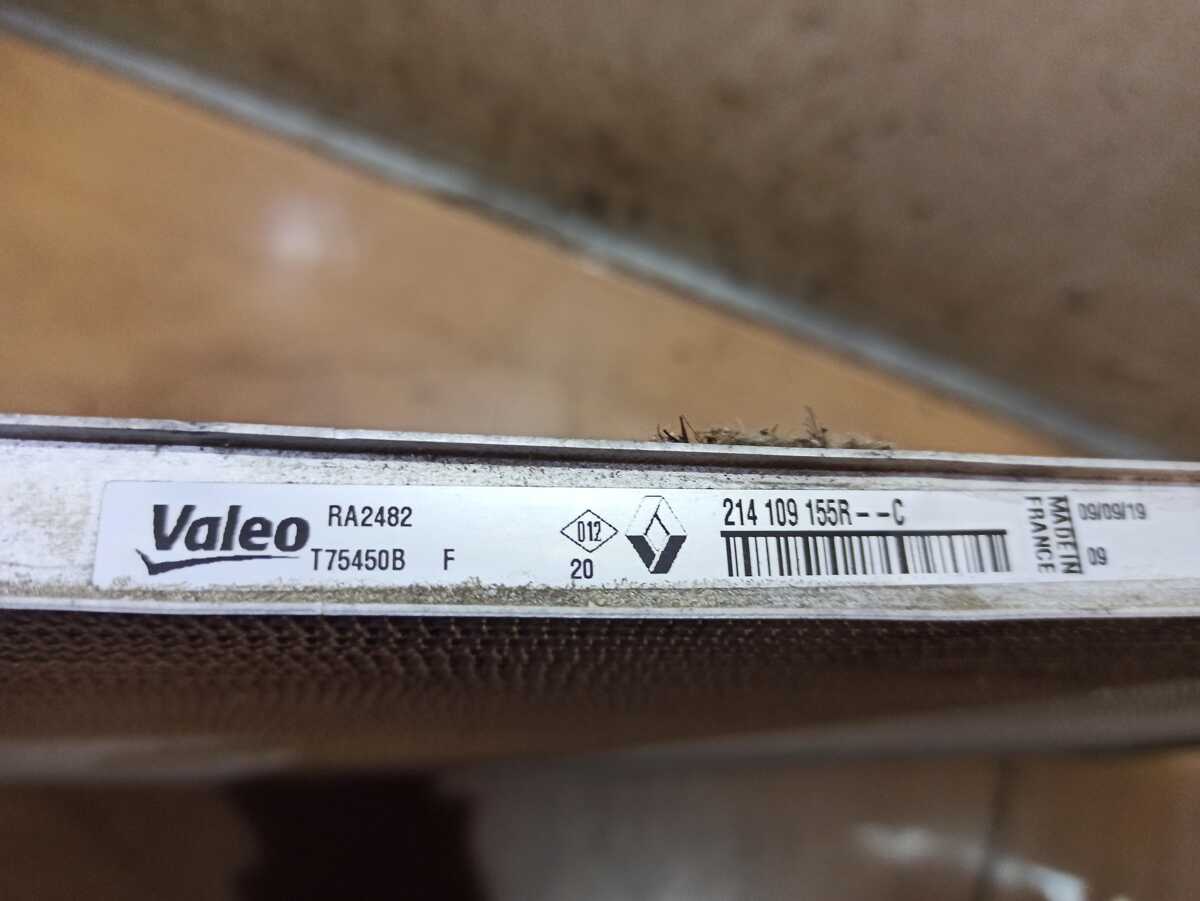 Valeo
RA2482
T75450B F
012
20
214 109 155R--C
MADE IN
FRANCE
09/09/19
09